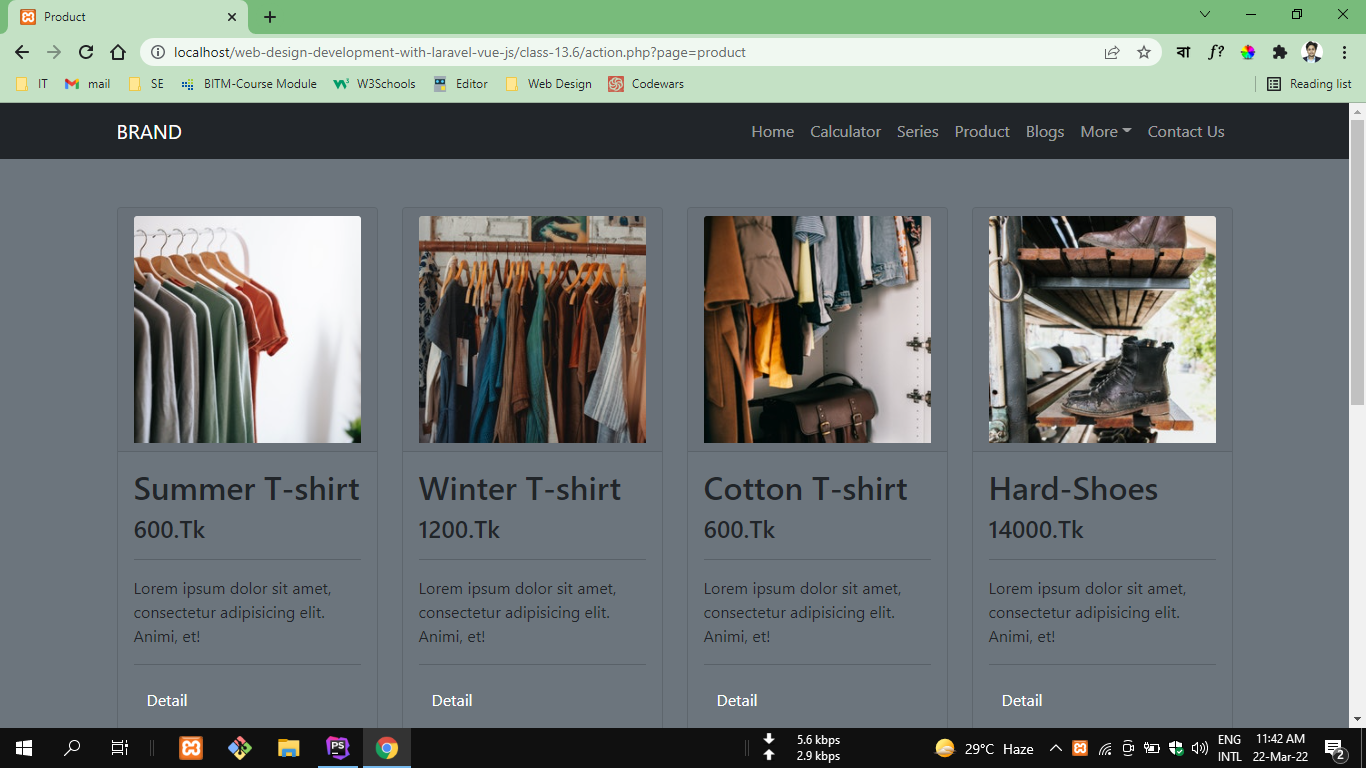 Product
localhost/web-design-development-with-laravel-vue-js/class-13.6/action.php?page=product
বা f?
IT mail SE BITM-Course Module W3Schools Editor Web Design Codewars Reading list
BRAND Home Calculator Series Product Blogs More Contact Us
Summer T-shirt
600.Tk
Lorem ipsum dolor sit amet,
consectetur adipisicing elit.
Animi, et!
Detail
Winter T-shirt
1200.Tk
Lorem ipsum dolor sit amet,
consectetur adipisicing elit.
Animi, et!
Detail
Cotton T-shirt
600.Tk
Lorem ipsum dolor sit amet,
consectetur adipisicing elit.
Animi, et!
Detail
Hard-Shoes
14000.Tk
Lorem ipsum dolor sit amet,
consectetur adipisicing elit.
Animi, et!
Detail
PS
5.6 kbps
2.9 kbps
29°C Haze
ENG
INTL
11:42 AM
22-Mar-22
2